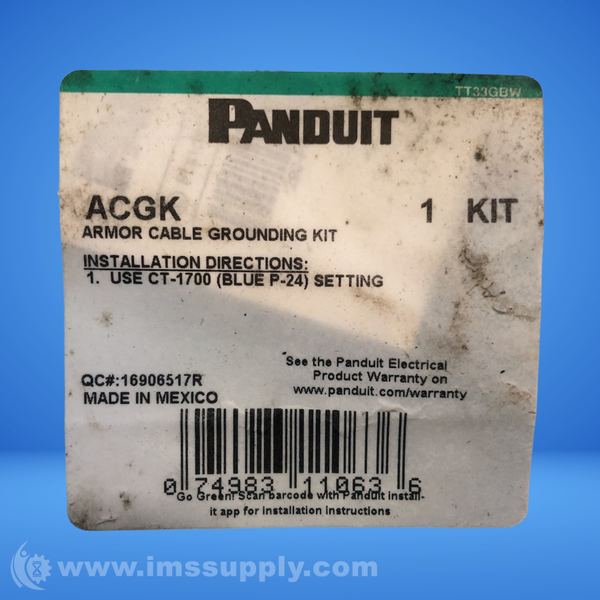 TT33GBW
PANDUIT
ACGK 1 KIT
ARMOR CABLE GROUNDING KIT
INSTALLATION DIRECTIONS:
1. USE CT-1700 (BLUE P-24) SETTING
See the Panduit Electrical
Product Warranty on
www.panduit.com/warranty
QC#:16906517R
MADE IN MEXICO
0 74983 11063 6
Go Green! Scan barcode with Panduit install-
it app for installation instructions
www.imssupply.com